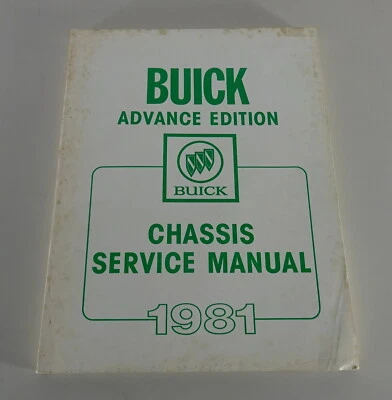 BUICK
ADVANCE EDITION
BUICK
CHASSIS
SERVICE MANUAL
1981